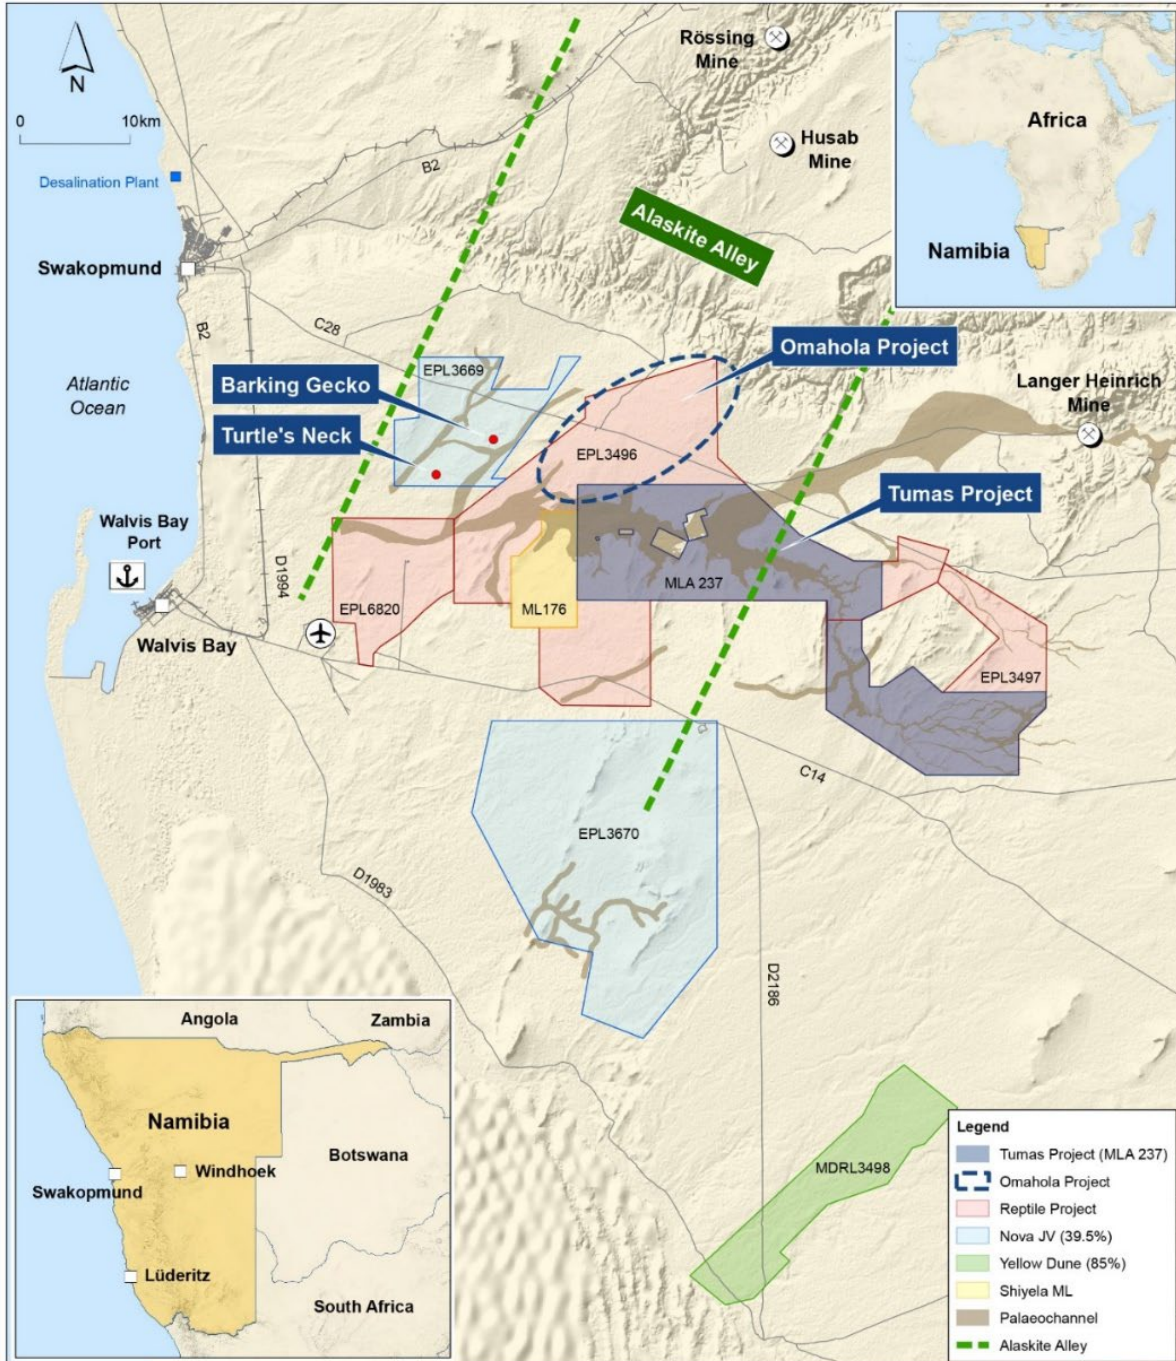 N
0 10km
Desalination Plant
Swakopmund
B2
B2
C28
Rössing
Mine
Husab
Mine
Alaskite Alley
Africa
Namibia
Atlantic
Ocean
EPL3669
Barking Gecko
Turtle's Neck
Omahola Project
EPL3496
Langer Heinrich
Mine
Tumas Project
Walvis Bay
Port
D1994
EPL6820
ML176
MLA 237
Walvis Bay
EPL3497
C14
EPL3670
D1983
D2186
MDRL3498
Angola
Zambia
Namibia
Botswana
Windhoek
Swakopmund
Lüderitz
South Africa
Legend
Tumas Project (MLA 237)
Omahola Project
Reptile Project
Nova JV (39.5%)
Yellow Dune (85%)
Shiyela ML
Palaeochannel
Alaskite Alley